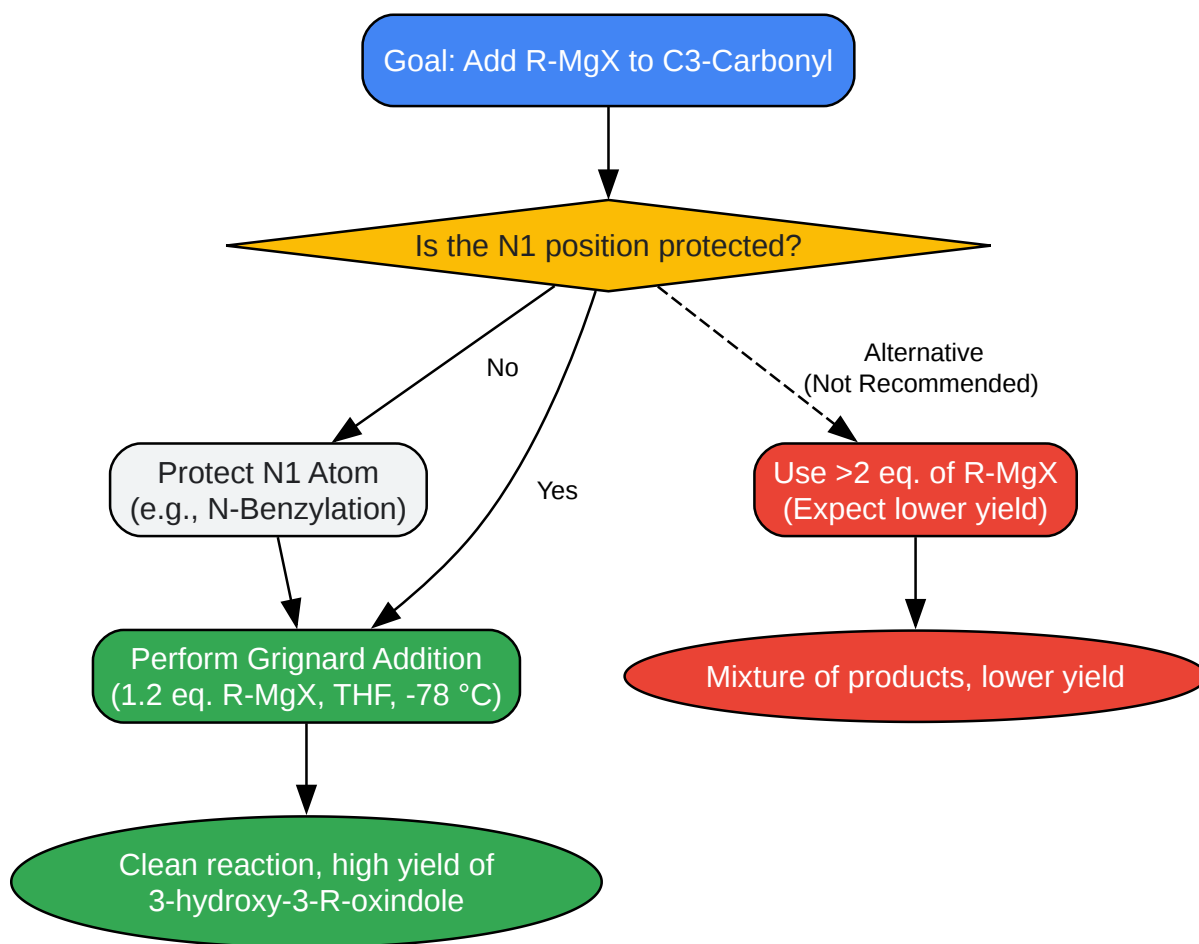 Goal: Add R-MgX to C3-Carbonyl
Is the N1 position protected?
No
Yes
Alternative
(Not Recommended)
Protect N1 Atom
(e.g., N-Benzylation)
Use >2 eq. of R-MgX
(Expect lower yield)
Perform Grignard Addition
(1.2 eq. R-MgX, THF, -78 °C)
Mixture of products, lower yield
Clean reaction, high yield of
3-hydroxy-3-R-oxindole